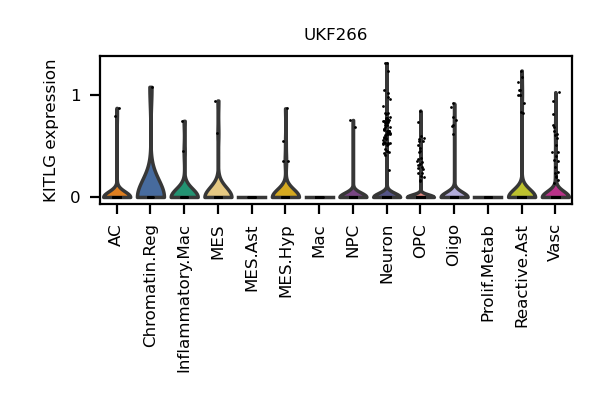 UKF266
KITLG expression
1
0
AC
Chromatin.Reg
Inflammatory.Mac
MES
MES.Ast
MES.Hyp
Mac
NPC
Neuron
OPC
Oligo
Prolif.Metab
Reactive.Ast
Vasc